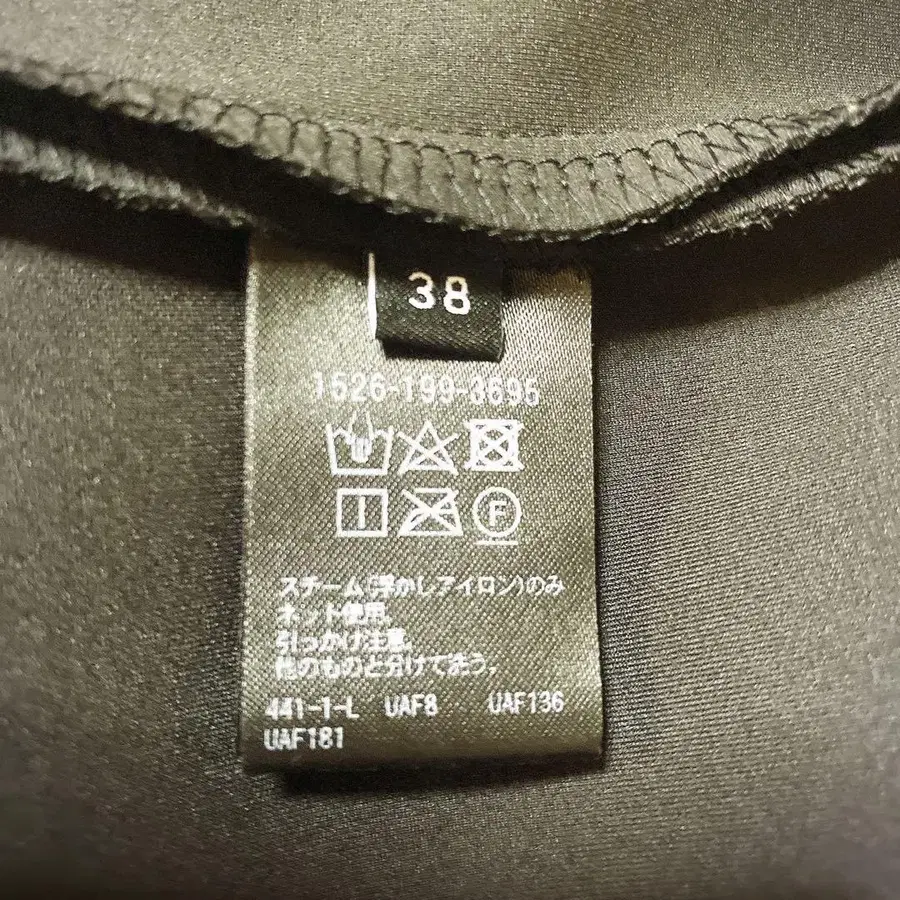 38
1526-199-3695
F
スチーム(浮かしアイロン)のみ
ネット使用。
引っかけ注意。
他のものと分けて洗う。
441-1-L UAF8 UAF136
UAF181